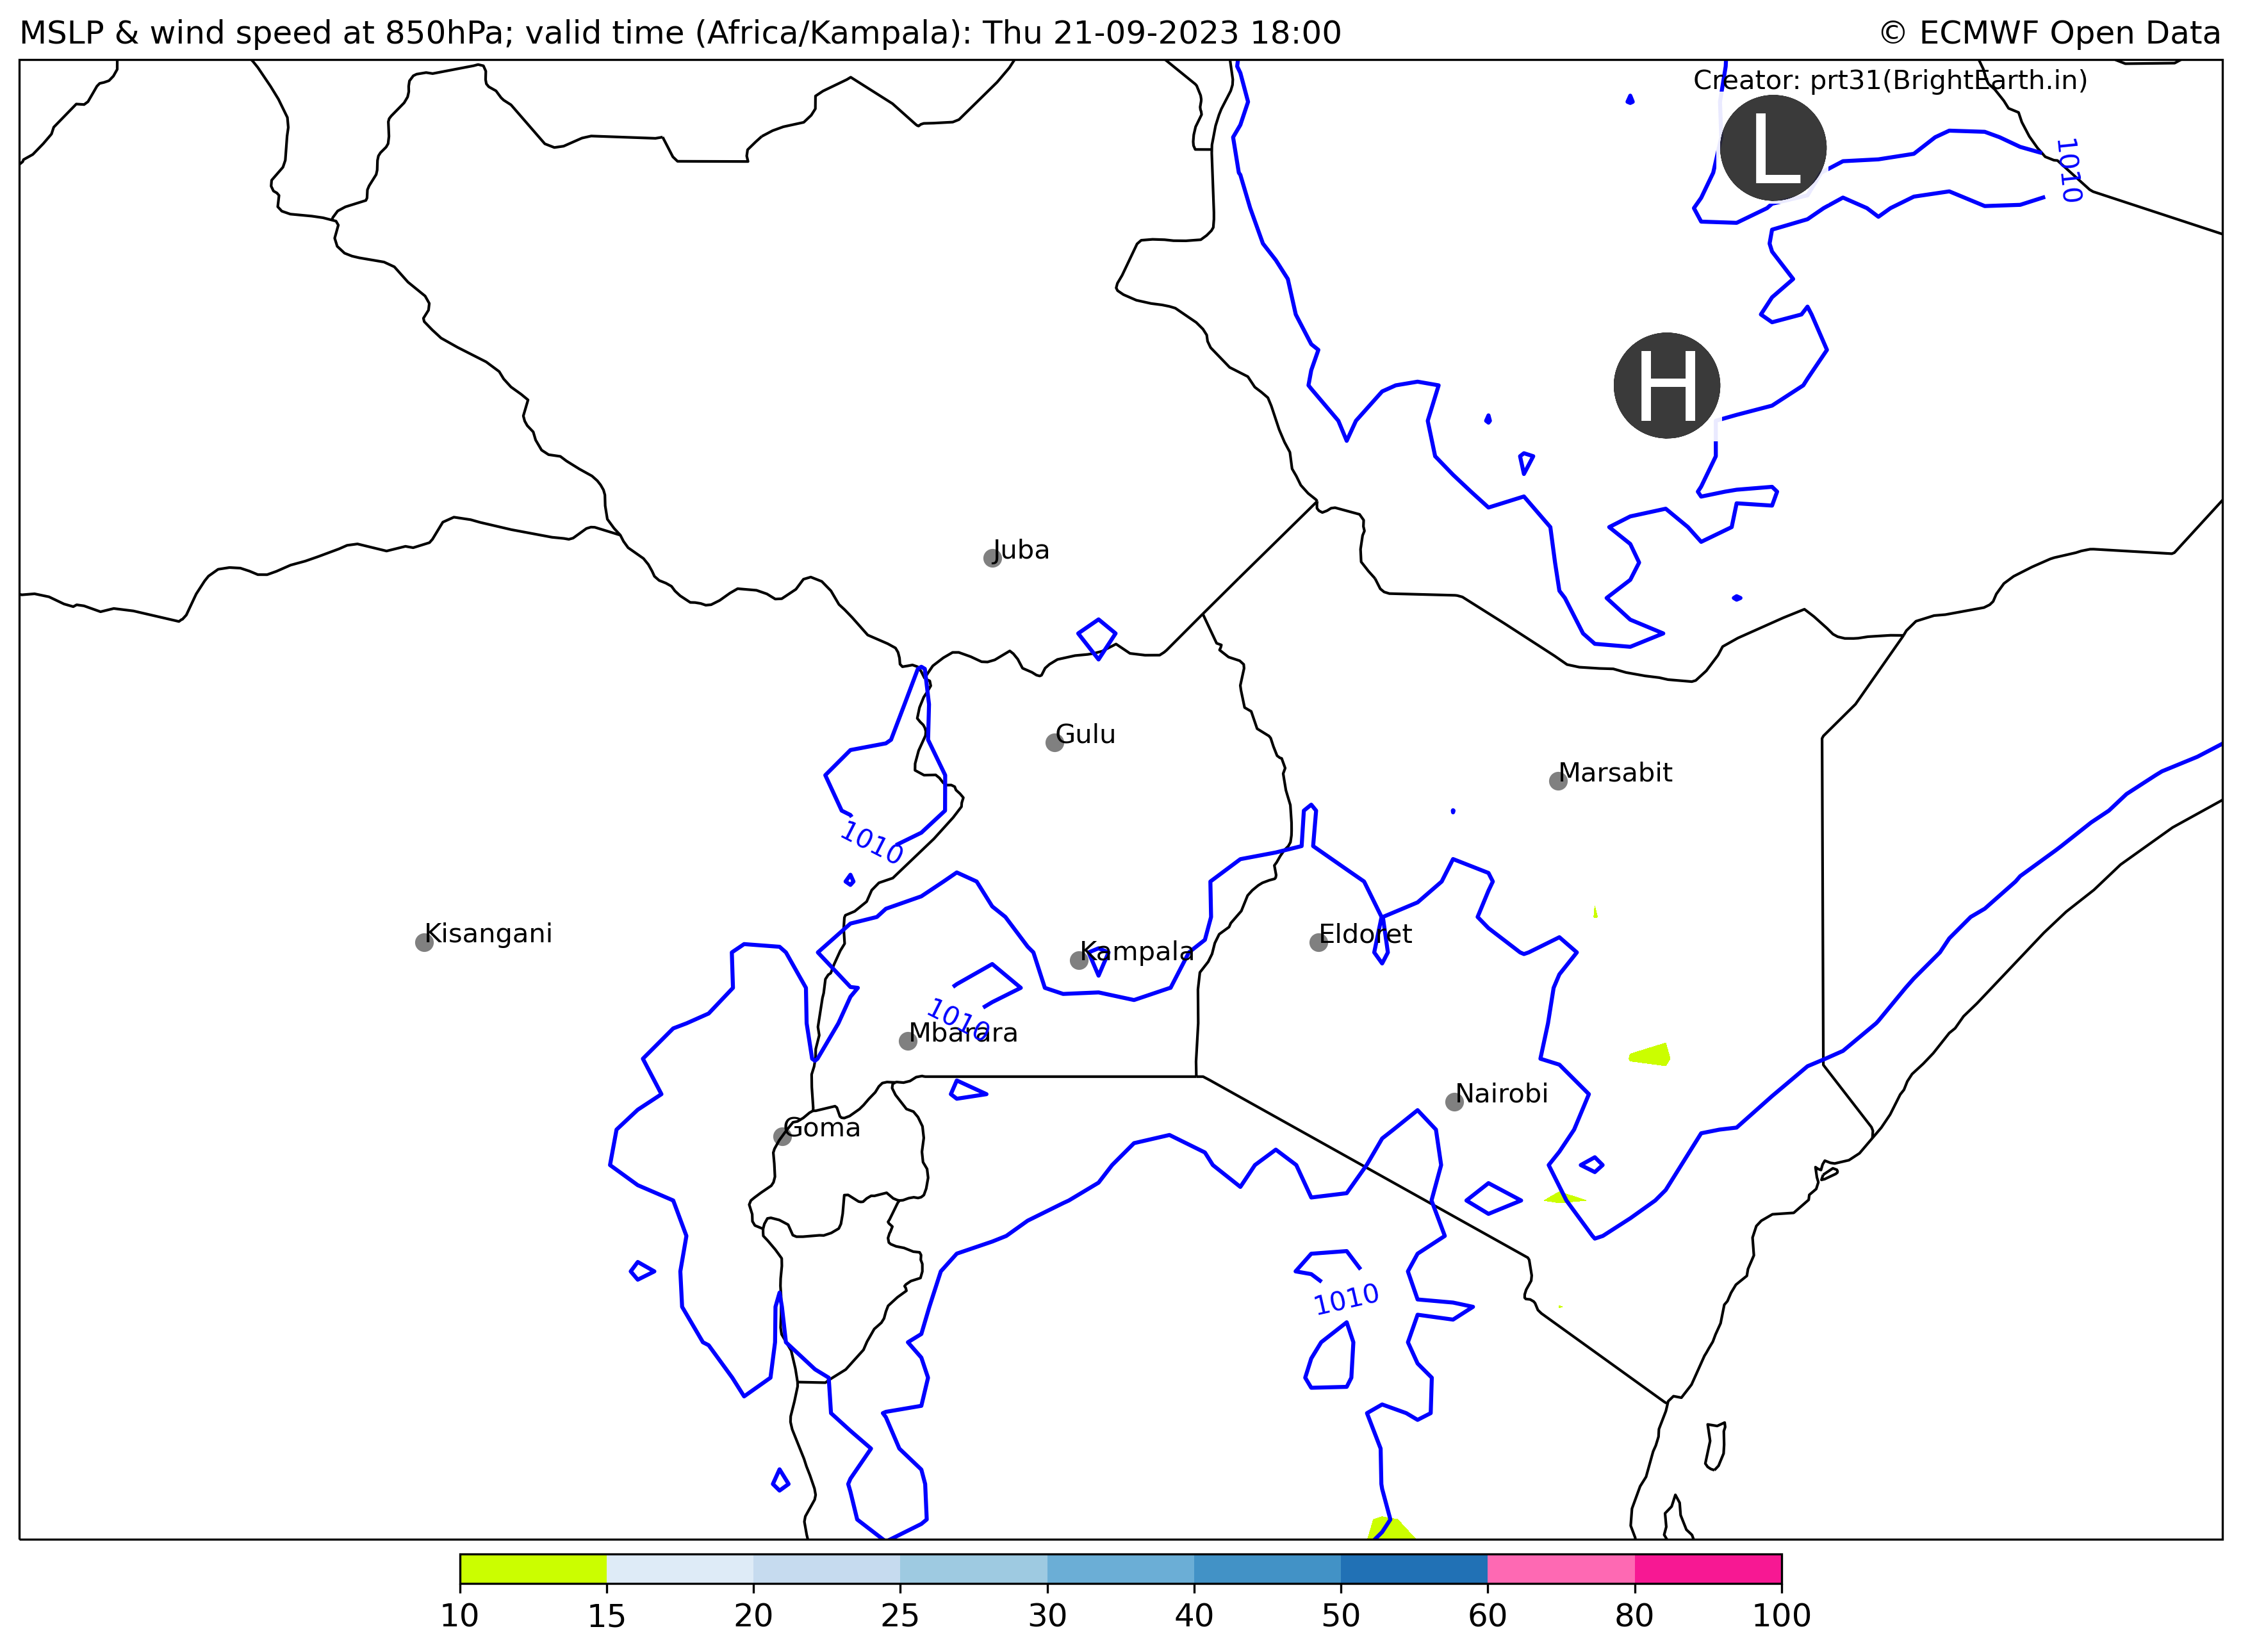 MSLP & wind speed at 850hPa; valid time (Africa/Kampala): Thu 21-09-2023 18:00
© ECMWF Open Data
Creator: prt31(BrightEarth.in)
L
1010
H
Juba
Gulu
Marsabit
1010
Kisangani
Eldoret
Kampala
1010
Mbarara
Nairobi
Goma
1010
10 15 20 25 30 40 50 60 80 100